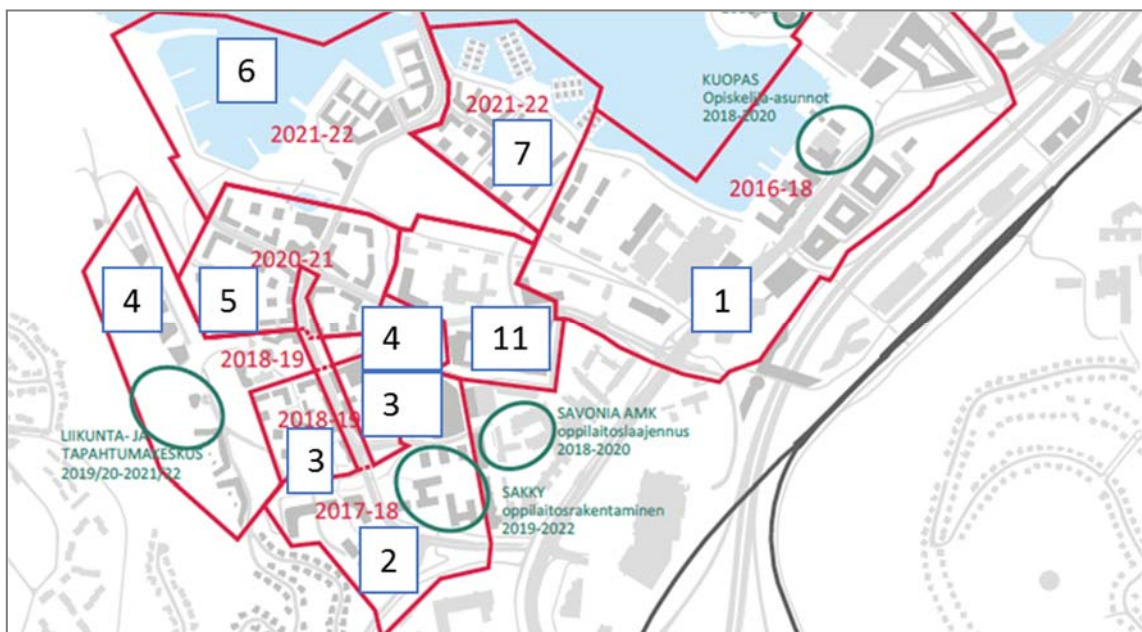 6
2021-22
2021-22
7
KUOPAS
Opiskelija-asunnot
2018-2020
2016-18
2020-21
4
5
1
4
11
2018-19
3
2018-19
3
LIIKUNTA- JA
TAPAHTUMAKESKUS
2019/20-2021/22
SAVONIA AMK
oppilaitoslaajennus
2018-2020
SAKKY
oppilaitosrakentaminen
2019-2022
2017-18
2